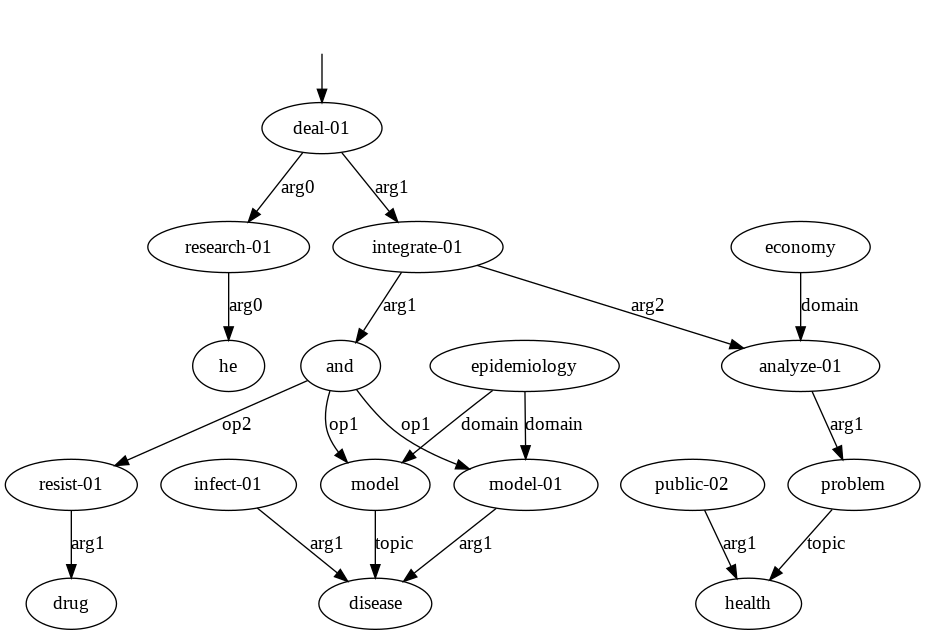 deal-01
arg0 arg1
research-01 integrate-01 economy
arg0 arg1 arg2 domain
he and epidemiology analyze-01
op2 op1 op1 domain domain arg1
resist-01 infect-01 model model-01 public-02 problem
arg1 arg1 topic arg1 arg1 topic
drug disease health